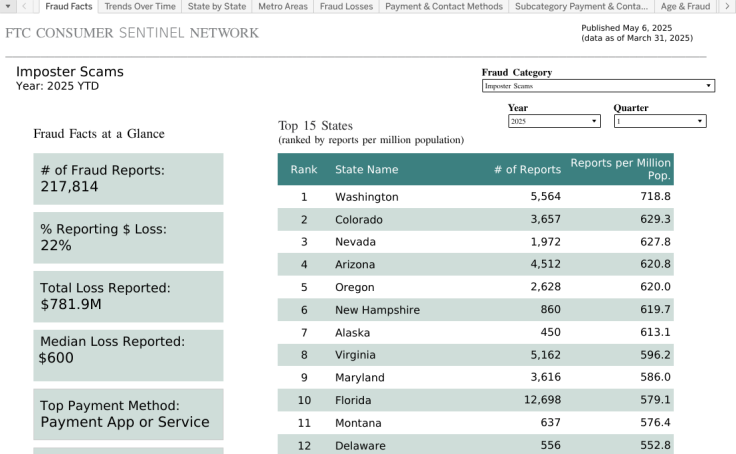 Fraud Facts Trends Over Time State by State Metro Areas Fraud Losses Payment & Contact Methods Subcategory Payment & Conta... Age & Fraud
FTC CONSUMER SENTINEL NETWORK
Published May 6, 2025
(data as of March 31, 2025)
Imposter Scams
Year: 2025 YTD
Fraud Category
Imposter Scams
Year
2025
Quarter
1
Fraud Facts at a Glance
# of Fraud Reports:
217,814
% Reporting $ Loss:
22%
Total Loss Reported:
$781.9M
Median Loss Reported:
$600
Top Payment Method:
Payment App or Service
Top 15 States
(ranked by reports per million population)
Rank State Name # of Reports Reports per Million
Pop.
1 Washington 5,564 718.8
2 Colorado 3,657 629.3
3 Nevada 1,972 627.8
4 Arizona 4,512 620.8
5 Oregon 2,628 620.0
6 New Hampshire 860 619.7
7 Alaska 450 613.1
8 Virginia 5,162 596.2
9 Maryland 3,616 586.0
10 Florida 12,698 579.1
11 Montana 637 576.4
12 Delaware 556 552.8